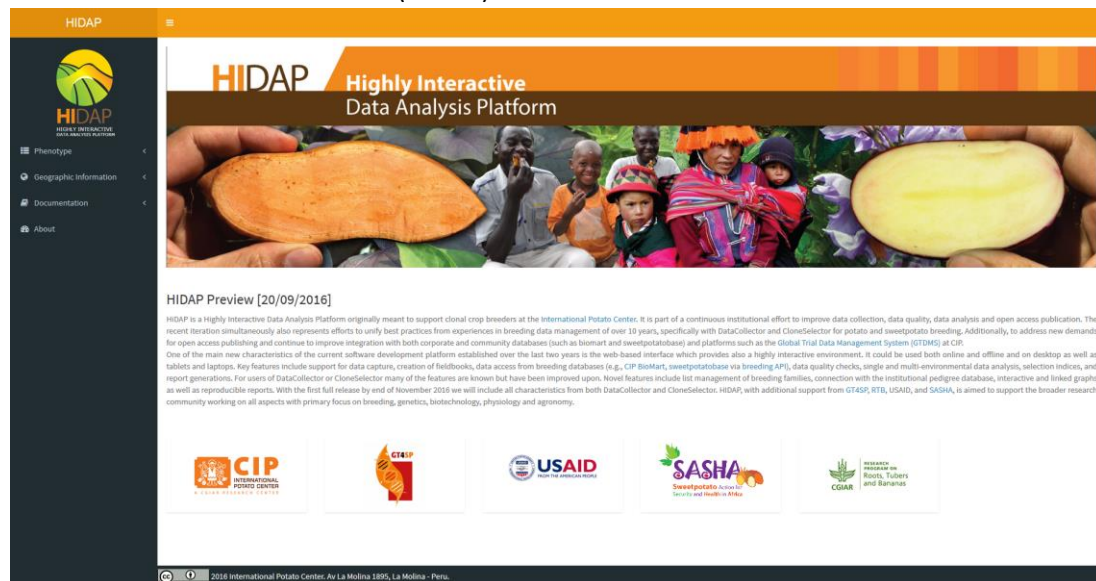 HIDAP
HIDAP
HIGHLY INTERACTIVE
DATA ANALYSIS PLATFORM
Phenotype
Geographic Information
Documentation
About
HIDAP
Highly Interactive
Data Analysis Platform
HIDAP Preview [20/09/2016]
HIDAP is a Highly Interactive Data Analysis Platform originally meant to support clonal crop breeders at the International Potato Center. It is part of a continuous institutional effort to improve data collection, data quality, data analysis and open access publication. The
recent iteration simultaneously also represents efforts to unify best practices from experiences in breeding data management of over 10 years, specifically with DataCollector and CloneSelector for potato and sweetpotato breeding. Additionally, to address new demands
for open access publishing and continue to improve integration with both corporate and community databases (such as biomart and sweetpotatobase) and platforms such as the Global Trial Data Management System (GTDMS) at CIP.
One of the main new characteristics of the current software development platform established over the last two years is the web-based interface which provides also a highly interactive environment. It could be used both online and offline and on desktop as well as
tablets and laptops. Key features include support for data capture, creation of fieldbooks, data access from breeding databases (e.g., CIP BioMart, sweetpotatobase via breeding API), data quality checks, single and multi-environmental data analysis, selection indices, and
report generations. For users of DataCollector or CloneSelector many of the features are known but have been improved upon. Novel features include list management of breeding families, connection with the institutional pedigree database, interactive and linked graphs
as well as reproducible reports. With the first full release by end of November 2016 we will include all characteristics from both DataCollector and CloneSelector. HIDAP, with additional support from GT4SP, RTB, USAID, and SASHA, is aimed to support the broader research
community working on all aspects with primary focus on breeding, genetics, biotechnology, physiology and agronomy.
CIP
INTERNATIONAL
POTATO CENTER
A CGIAR RESEARCH CENTER
GT4SP
USAID
FROM THE AMERICAN PEOPLE
SASHA
Sweetpotato Action for
Security and Health in Africa
CGIAR
RESEARCH
PROGRAM ON
Roots, Tubers
and Bananas
2016 International Potato Center. Av La Molina 1895, La Molina - Peru.